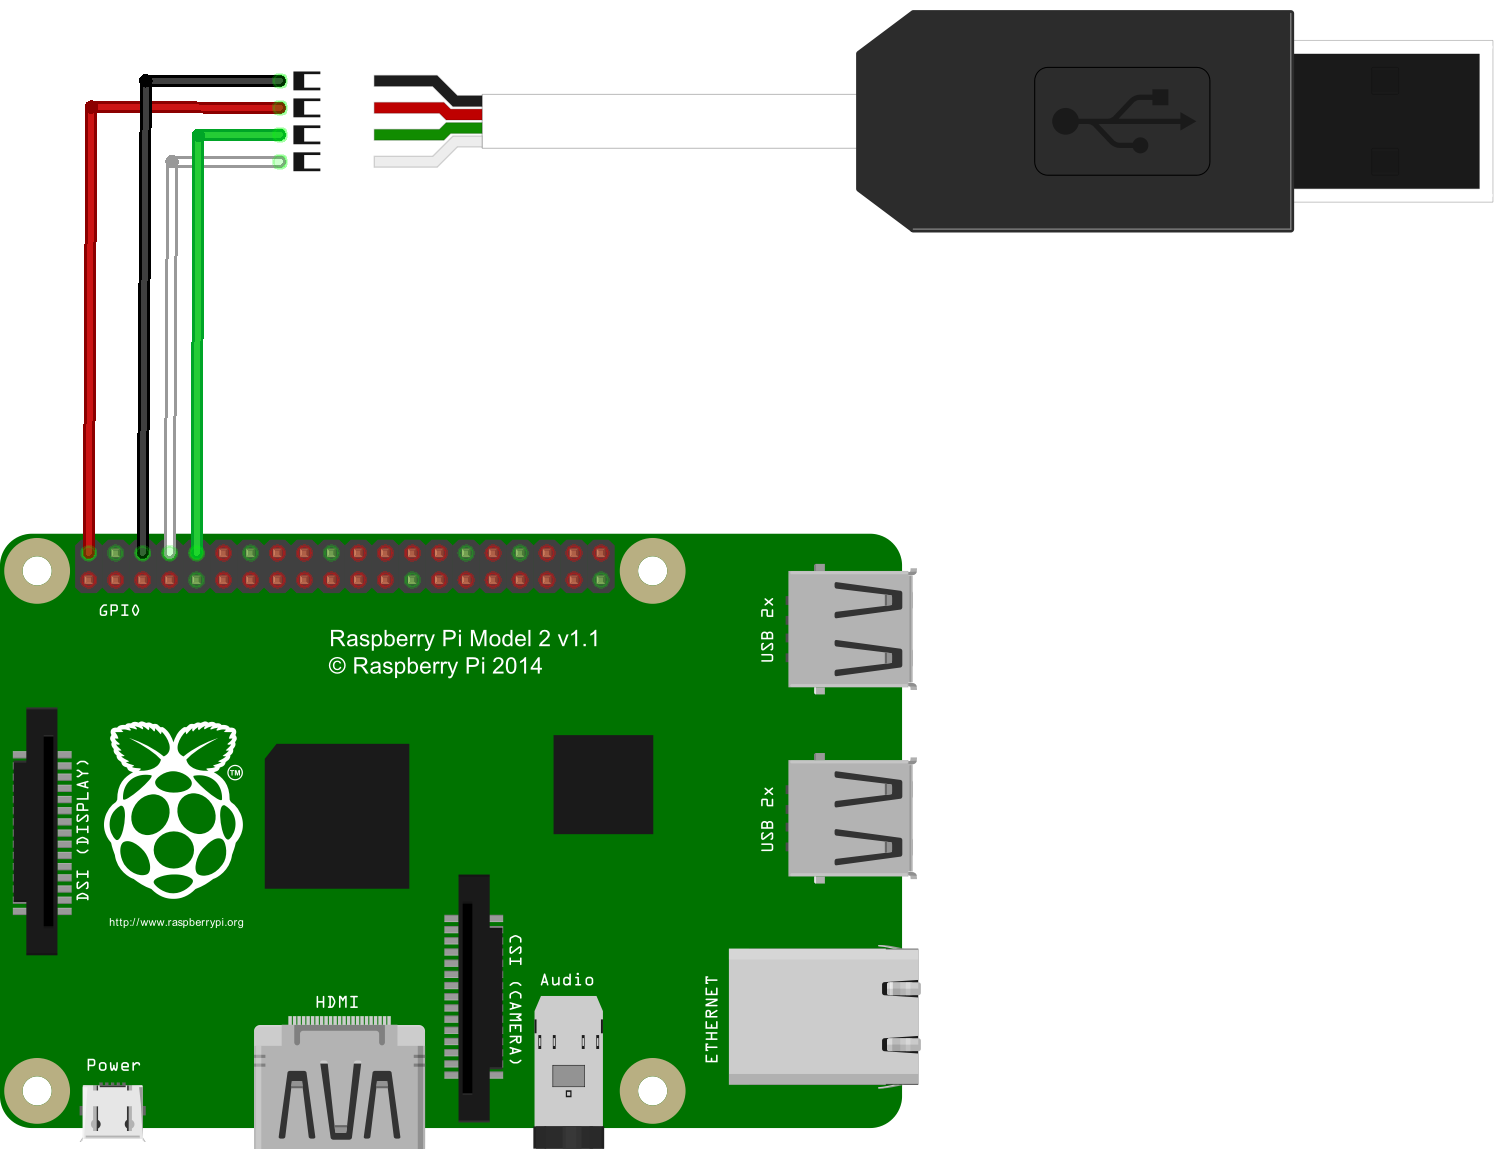 GPIO
Raspberry Pi Model 2 v1.1
© Raspberry Pi 2014
USB 2x
DSI (DISPLAY)
TM
USB 2x
http://www.raspberrypi.org
CSI (CAMERA)
Audio
ETHERNET
HDMI
Power